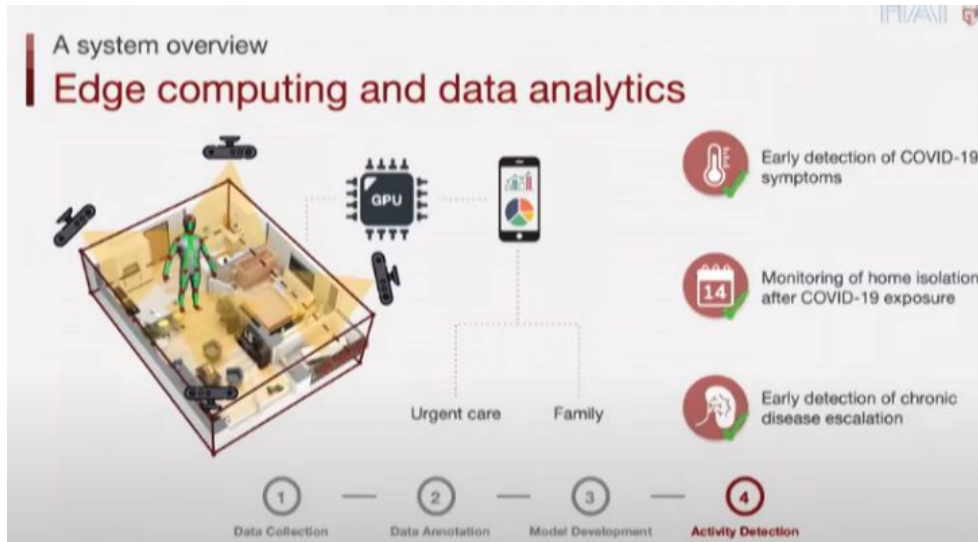 HAI
A system overview
Edge computing and data analytics
GPU
Early detection of COVID-19
symptoms
14
Monitoring of home isolation
after COVID-19 exposure
Early detection of chronic
disease escalation
Urgent care
Family
1
2
3
4
Data Collection
Data Annotation
Model Development
Activity Detection